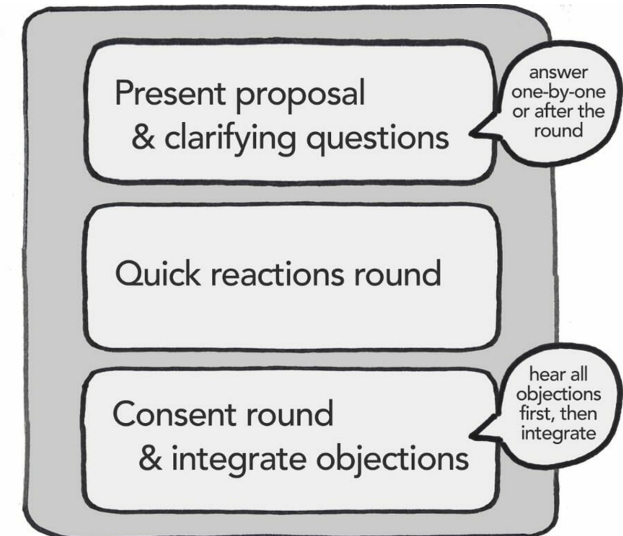 Present proposal
& clarifying questions
answer
one-by-one
or after the
round
Quick reactions round
Consent round
& integrate objections
hear all
objections
first, then
integrate